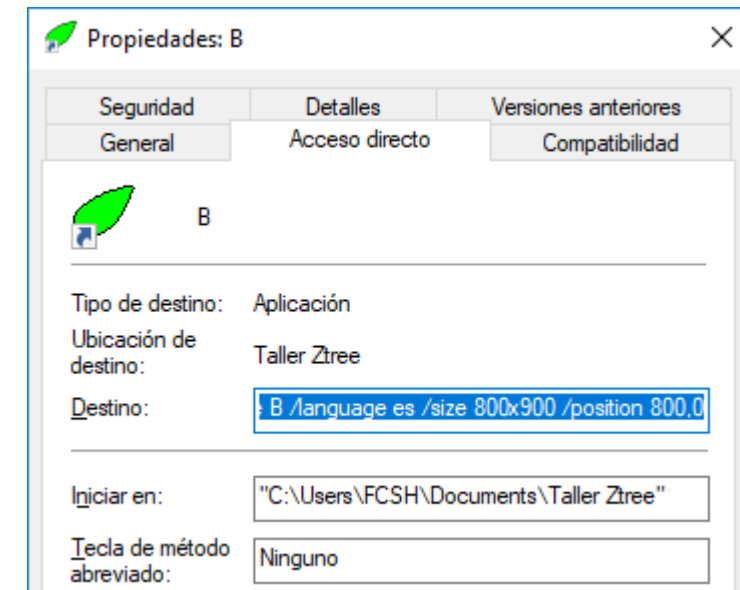 Propiedades: B
Seguridad Detalles Versiones anteriores
General Acceso directo Compatibilidad
B
Tipo de destino: Aplicación
Ubicación de destino: Taller Ztree
Destino: B /language es /size 800x900 /position 800,0
Iniciar en: "C:\Users\FCSH\Documents\Taller Ztree"
Tecla de método abreviado: Ninguno